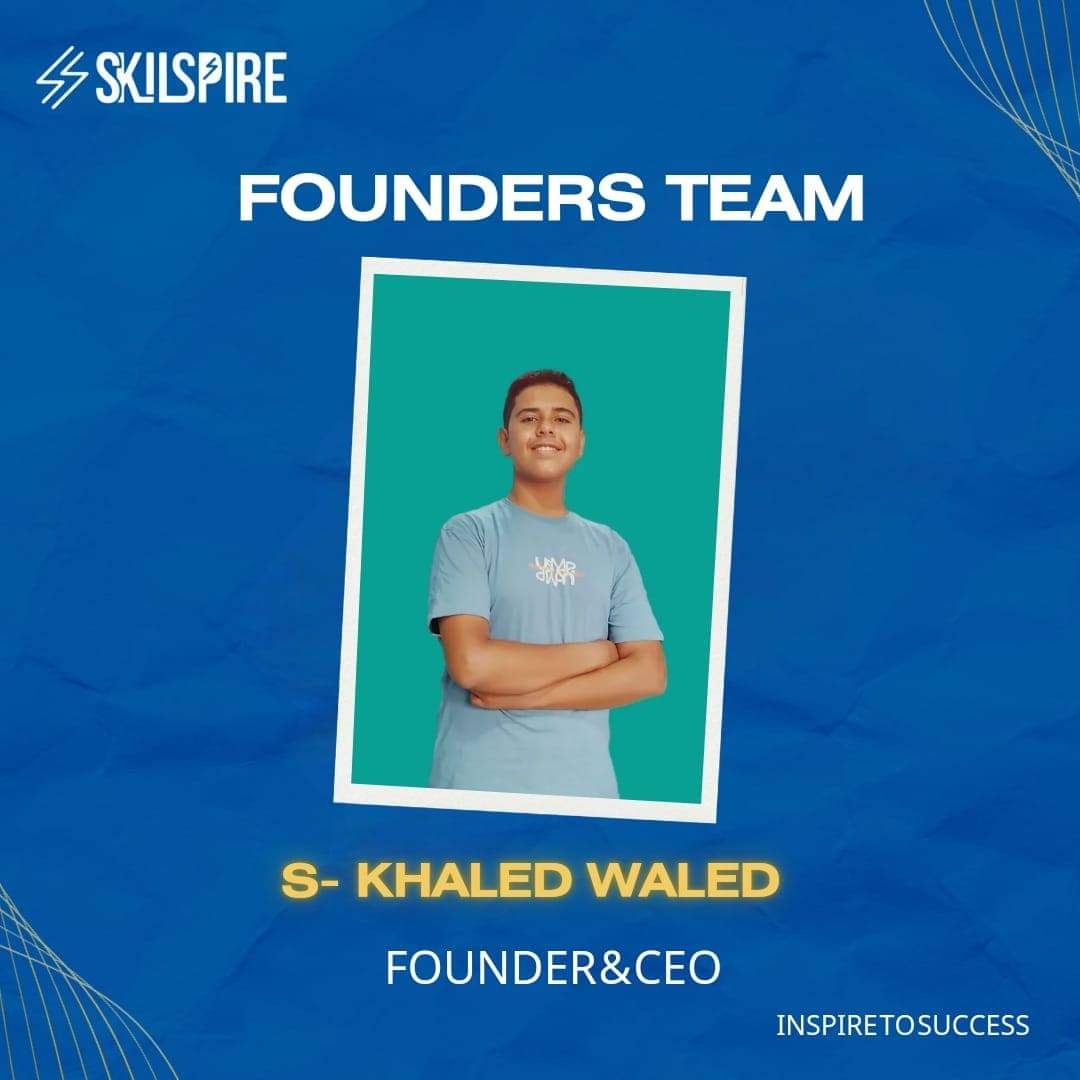 SKILSPIRE
FOUNDERS TEAM
S- KHALED WALED
FOUNDER&CEO
INSPIRETOSUCCESS